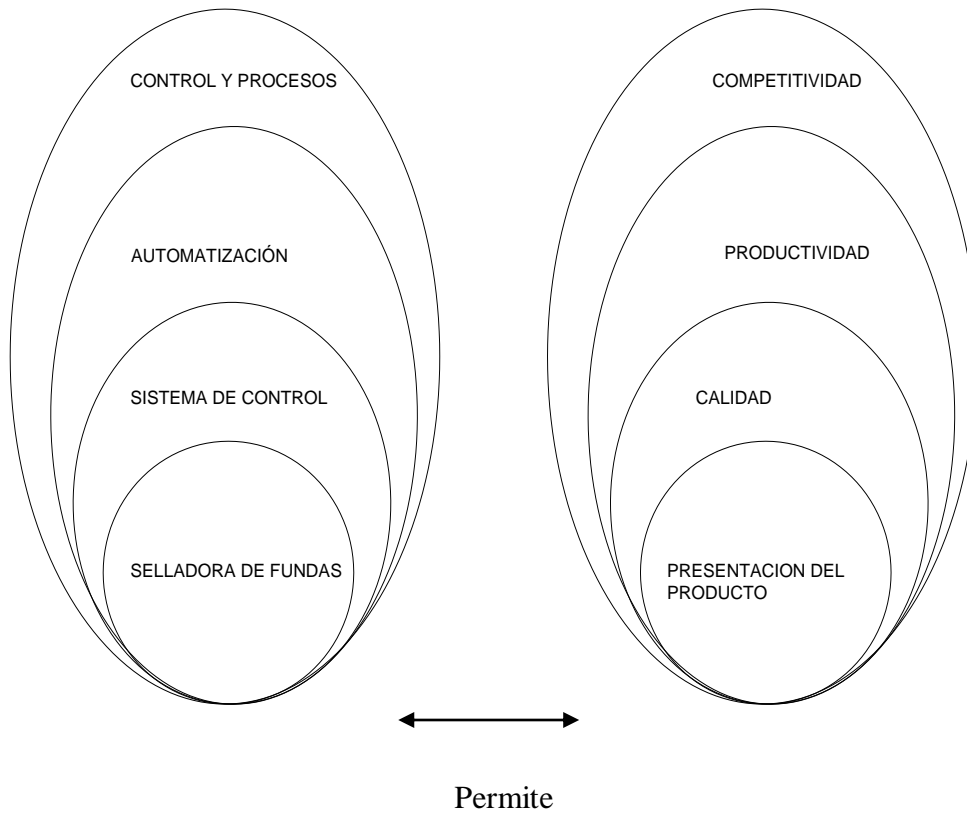 CONTROL Y PROCESOS
AUTOMATIZACIÓN
SISTEMA DE CONTROL
SELLADORA DE FUNDAS
COMPETITIVIDAD
PRODUCTIVIDAD
CALIDAD
PRESENTACION DEL
PRODUCTO
Permite